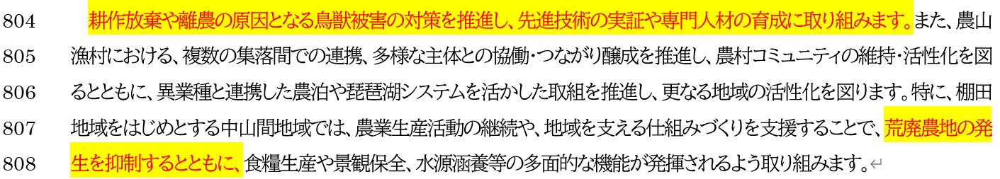 804 耕作放棄や離農の原因となる鳥獣被害の対策を推進し、先進技術の実証や専門人材の育成に取り組みます。また、農山
805 漁村における、複数の集落間での連携、多様な主体との協働・つながり醸成を推進し、農村コミュニティの維持・活性化を図
806 るとともに、異業種と連携した農泊や琵琶湖システムを活かした取組を推進し、更なる地域の活性化を図ります。特に、棚田
807 地域をはじめとする中山間地域では、農業生産活動の継続や、地域を支える仕組みづくりを支援することで、荒廃農地の発
808 生を抑制するとともに、食糧生産や景観保全、水源涵養等の多面的な機能が発揮されるよう取り組みます。↵